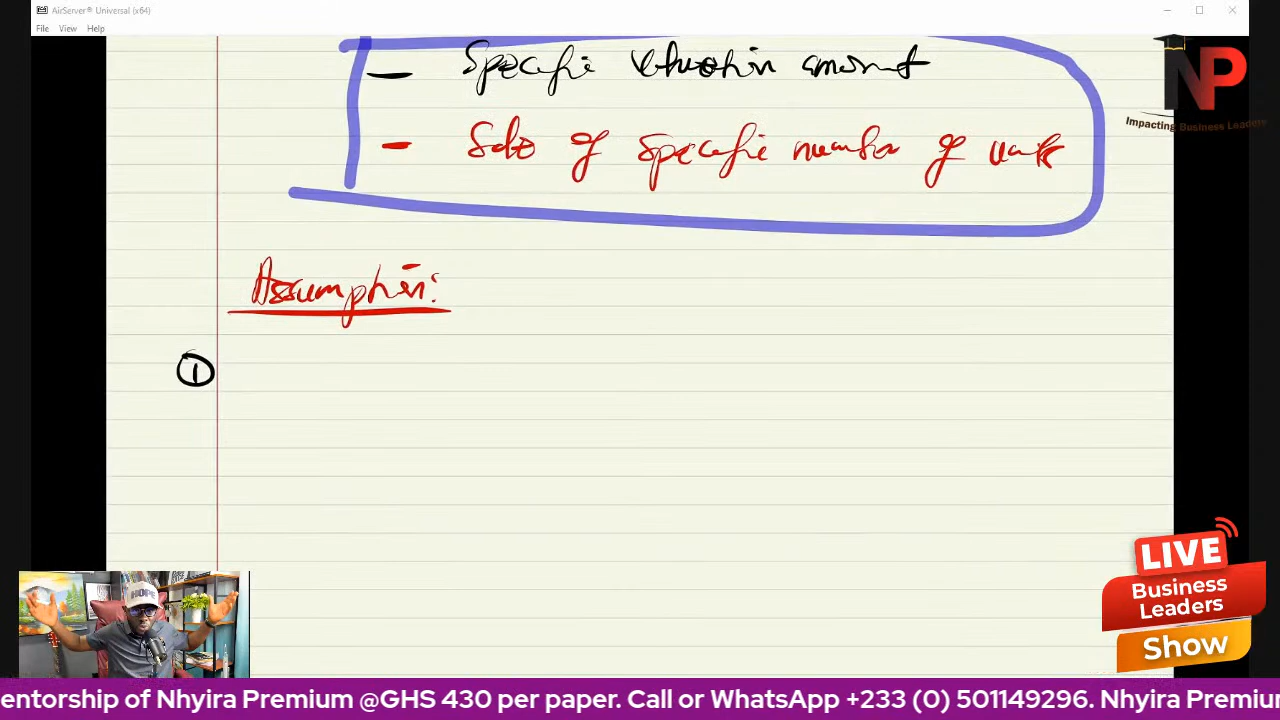 AirServer® Universal (x64)
File View Help
- Specific valuation amount
NP
Impacting Business Leaders
- Sale of specific number of units
Assumption:
1
HOPE
LIVE
Business
Leaders
Show
entorship of Nhyira Premium @GHS 430 per paper. Call or WhatsApp +233 (0) 501149296. Nhyira Premiu